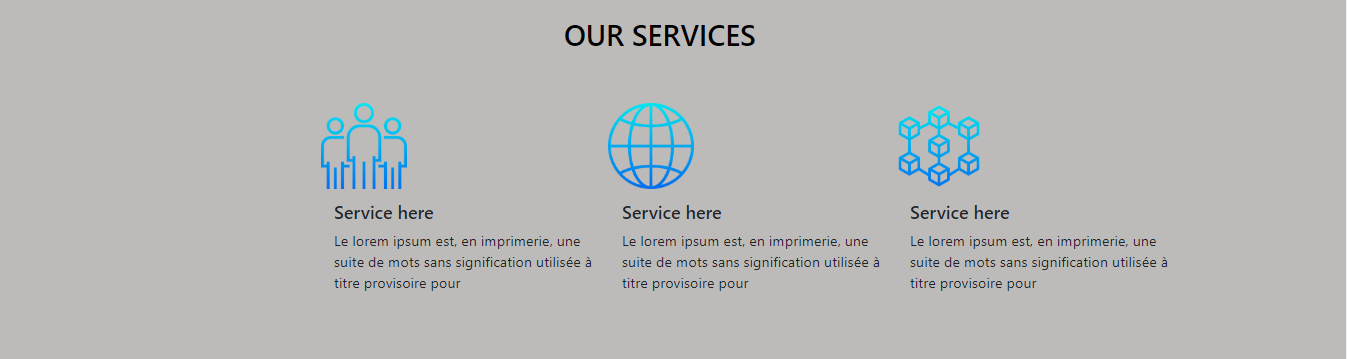 OUR SERVICES
Service here
Le lorem ipsum est, en imprimerie, une
suite de mots sans signification utilisée à
titre provisoire pour
Service here
Le lorem ipsum est, en imprimerie, une
suite de mots sans signification utilisée à
titre provisoire pour
Service here
Le lorem ipsum est, en imprimerie, une
suite de mots sans signification utilisée à
titre provisoire pour